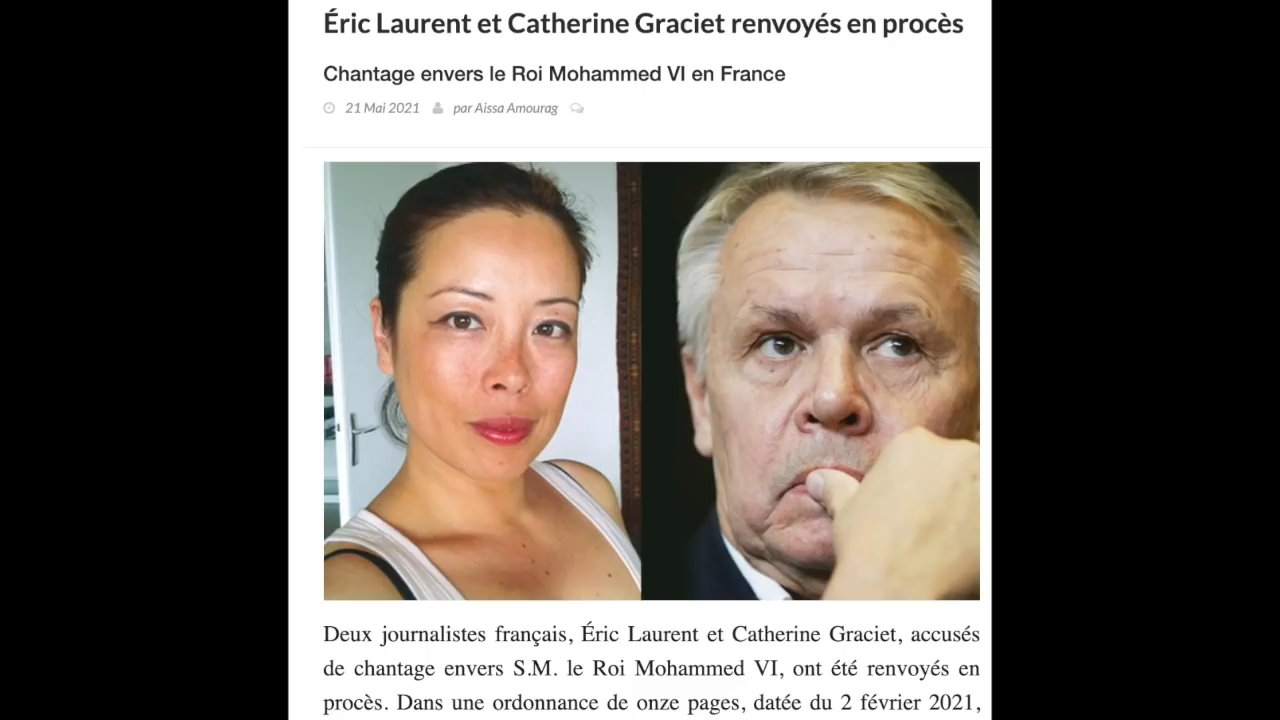 Éric Laurent et Catherine Graciet renvoyés en procès
Chantage envers le Roi Mohammed VI en France
21 Mai 2021 par Aissa Amourag
Deux journalistes français, Éric Laurent et Catherine Graciet, accusés
de chantage envers S.M. le Roi Mohammed VI, ont été renvoyés en
procès. Dans une ordonnance de onze pages, datée du 2 février 2021,